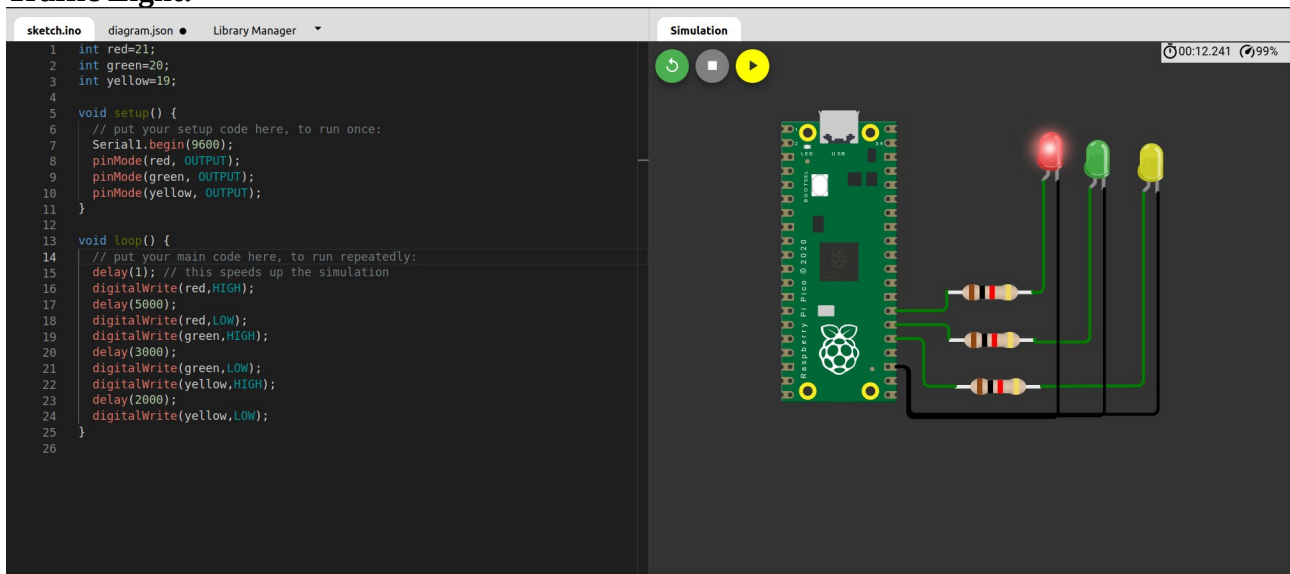 Traffic Light:
sketch.ino diagram.json ● Library Manager
Simulation
00:12.241 99%
1 int red=21;
2 int green=20;
3 int yellow=19;
4
5 void setup() {
6 // put your setup code here, to run once:
7 Serial1.begin(9600);
8 pinMode(red, OUTPUT);
9 pinMode(green, OUTPUT);
10 pinMode(yellow, OUTPUT);
11 }
12
13 void loop() {
14 // put your main code here, to run repeatedly:
15 delay(1); // this speeds up the simulation
16 digitalWrite(red,HIGH);
17 delay(5000);
18 digitalWrite(red,LOW);
19 digitalWrite(green,HIGH);
20 delay(3000);
21 digitalWrite(green,LOW);
22 digitalWrite(yellow,HIGH);
23 delay(2000);
24 digitalWrite(yellow,LOW);
25 }
26
1
2
39
LED
USB
BOOTSEL
Raspberry Pi Pico © 2020